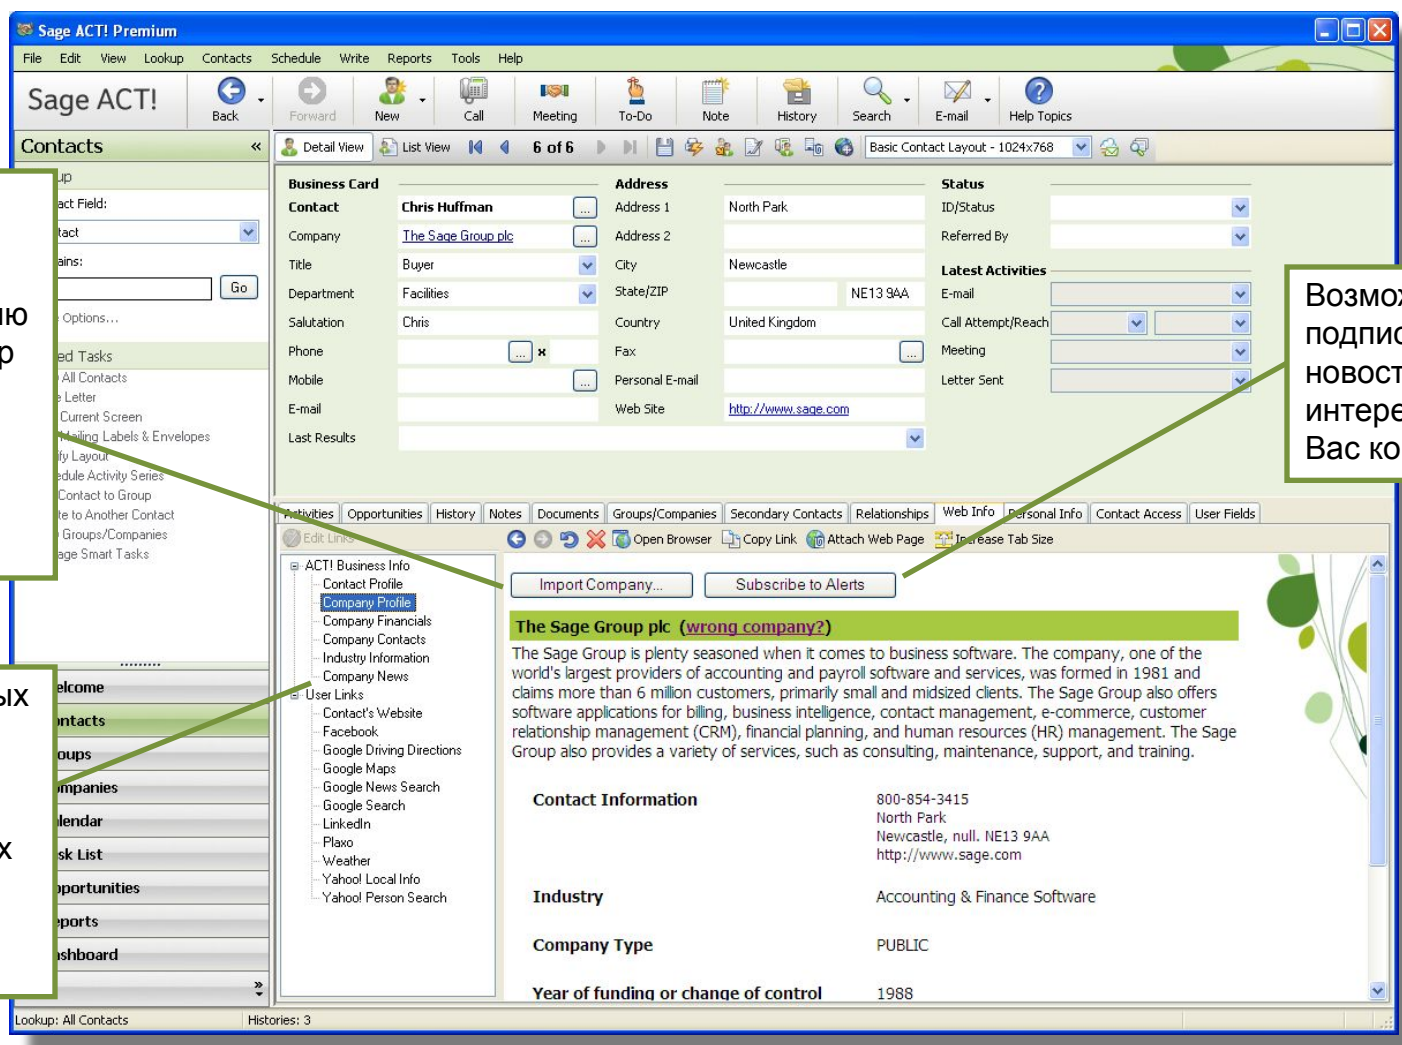 Sage ACT! Premium
File Edit View Lookup Contacts Schedule Write Reports Tools Help
Sage ACT! Back Forward New Call Meeting To-Do Note History Search E-mail Help Topics
Contacts «
Detail View List View 6 of 6 Basic Contact Layout - 1024x768
Business Card Address Status
Contact Chris Huffman ... Address 1 North Park ID/Status
Company The Sage Group plc ... Address 2 Referred By
Title Buyer City Newcastle Latest Activities
Department Facilities State/ZIP NE13 9AA E-mail
Salutation Chris Country United Kingdom Call Attempt/Reach
Phone ... x Fax ... Meeting
Mobile ... Personal E-mail Letter Sent
E-mail Web Site http://www.sage.com
Last Results
up
act Field:
tact
ains:
Go
Options...
ed Tasks
All Contacts
Letter
Current Screen
Mailing Labels & Envelopes
ify Layout
edule Activity Series
Contact to Group
te to Another Contact
Groups/Companies
age Smart Tasks
ю
р
Возмож
подпис
новост
интере
Вас ко
Activities Opportunities History Notes Documents Groups/Companies Secondary Contacts Relationships Web Info Personal Info Contact Access User Fields
Edit Links Open Browser Copy Link Attach Web Page Increase Tab Size
ACT! Business Info
Contact Profile
Company Profile
Company Financials
Company Contacts
Industry Information
Company News
User Links
Contact's Website
Facebook
Google Driving Directions
Google Maps
Google News Search
Google Search
LinkedIn
Plaxo
Weather
Yahoo! Local Info
Yahoo! Person Search
Import Company... Subscribe to Alerts
The Sage Group plc (wrong company?)
The Sage Group is plenty seasoned when it comes to business software. The company, one of the
world's largest providers of accounting and payroll software and services, was formed in 1981 and
claims more than 6 million customers, primarily small and midsized clients. The Sage Group also offers
software applications for billing, business intelligence, contact management, e-commerce, customer
relationship management (CRM), financial planning, and human resources (HR) management. The Sage
Group also provides a variety of services, such as consulting, maintenance, support, and training.
Contact Information 800-854-3415
North Park
Newcastle, null. NE13 9AA
http://www.sage.com
Industry Accounting & Finance Software
Company Type PUBLIC
Year of funding or change of control 1988
ых
х
elcome
ntacts
oups
mpanies
lendar
sk List
pportunities
eports
shboard
»
Lookup: All Contacts Histories: 3